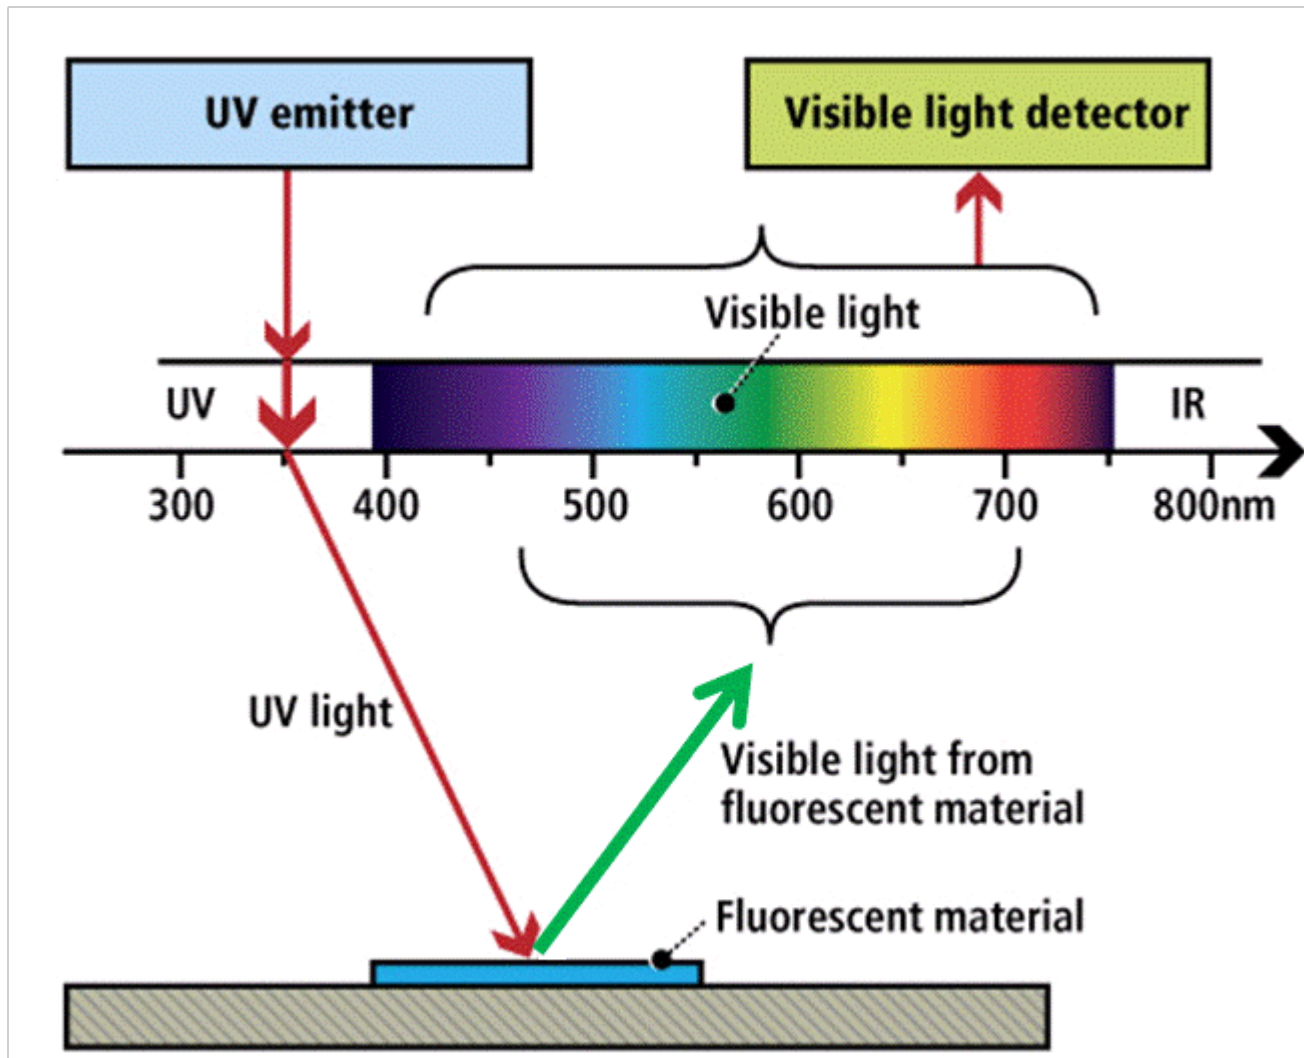 UV emitter
Visible light detector
Visible light
UV
IR
300 400 500 600 700 800nm
UV light
Visible light from
fluorescent material
Fluorescent material